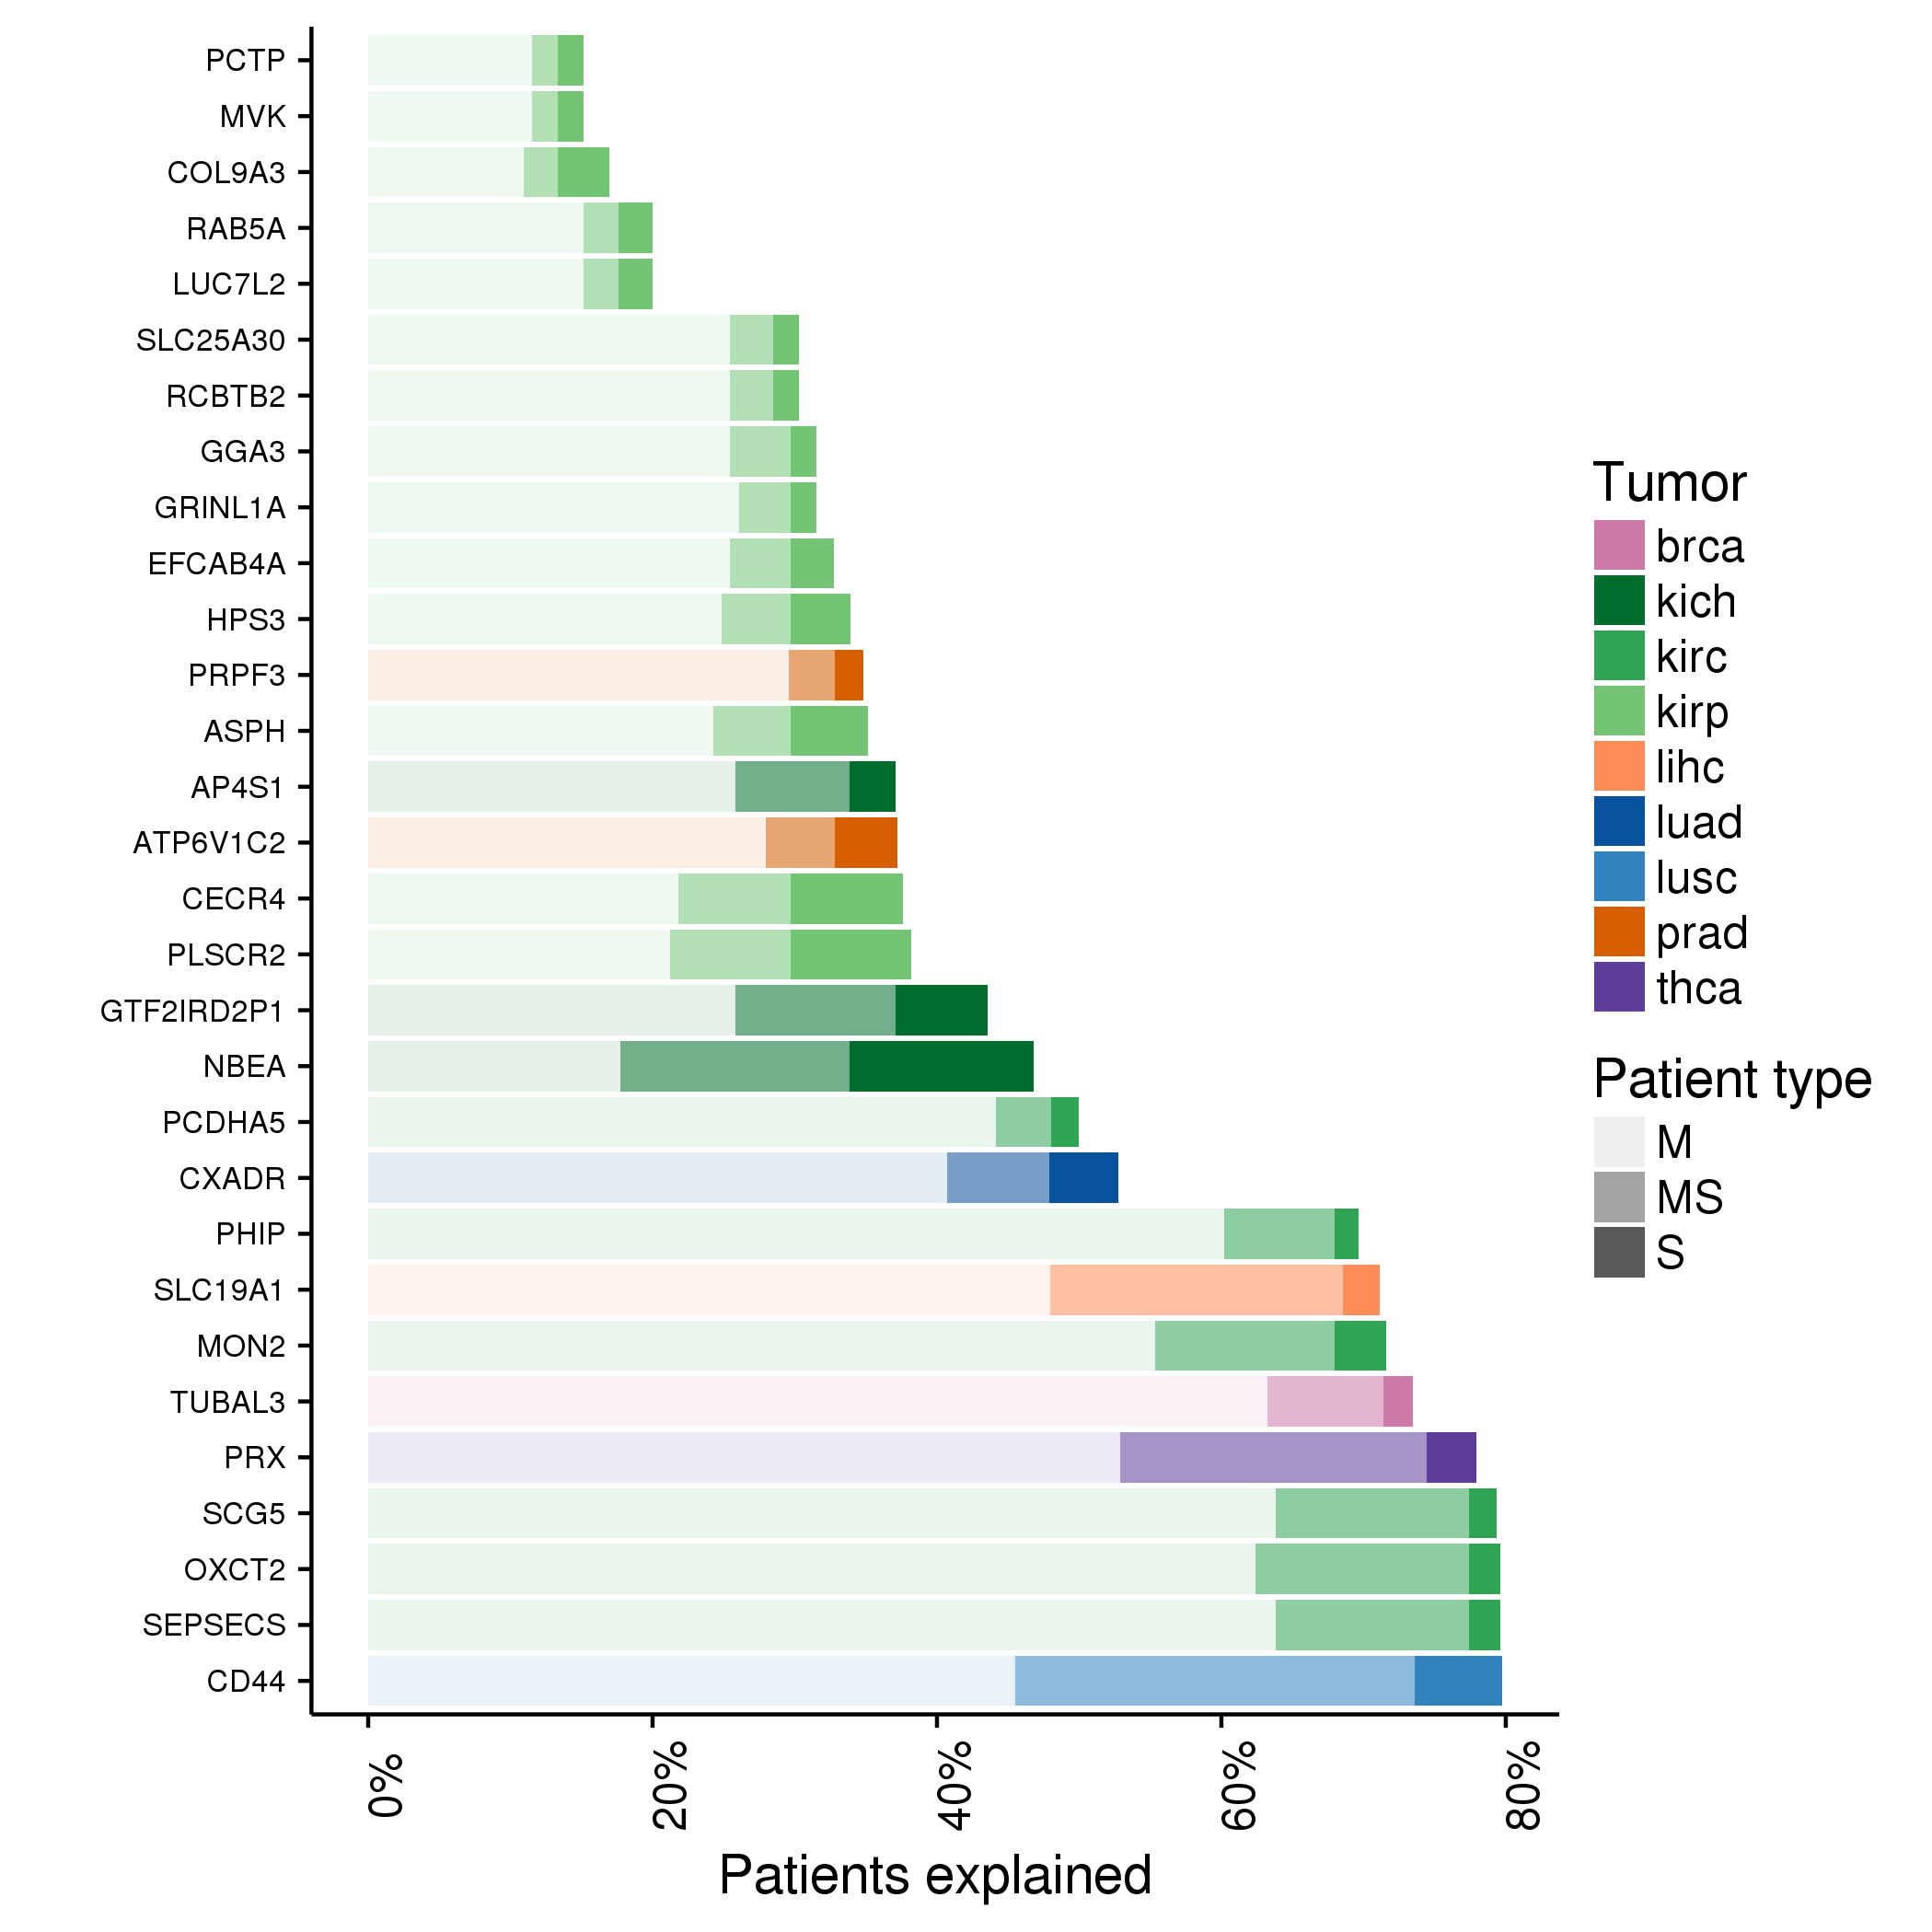 PCTP
MVK
COL9A3
RAB5A
LUC7L2
SLC25A30
RCBTB2
GGA3
GRINL1A
EFCAB4A
HPS3
PRPF3
ASPH
AP4S1
ATP6V1C2
CECR4
PLSCR2
GTF2IRD2P1
NBEA
PCDHA5
CXADR
PHIP
SLC19A1
MON2
TUBAL3
PRX
SCG5
OXCT2
SEPSECS
CD44
0% 20% 40% 60% 80%
Patients explained
Tumor
brca
kich
kirc
kirp
lihc
luad
lusc
prad
thca
Patient type
M
MS
S